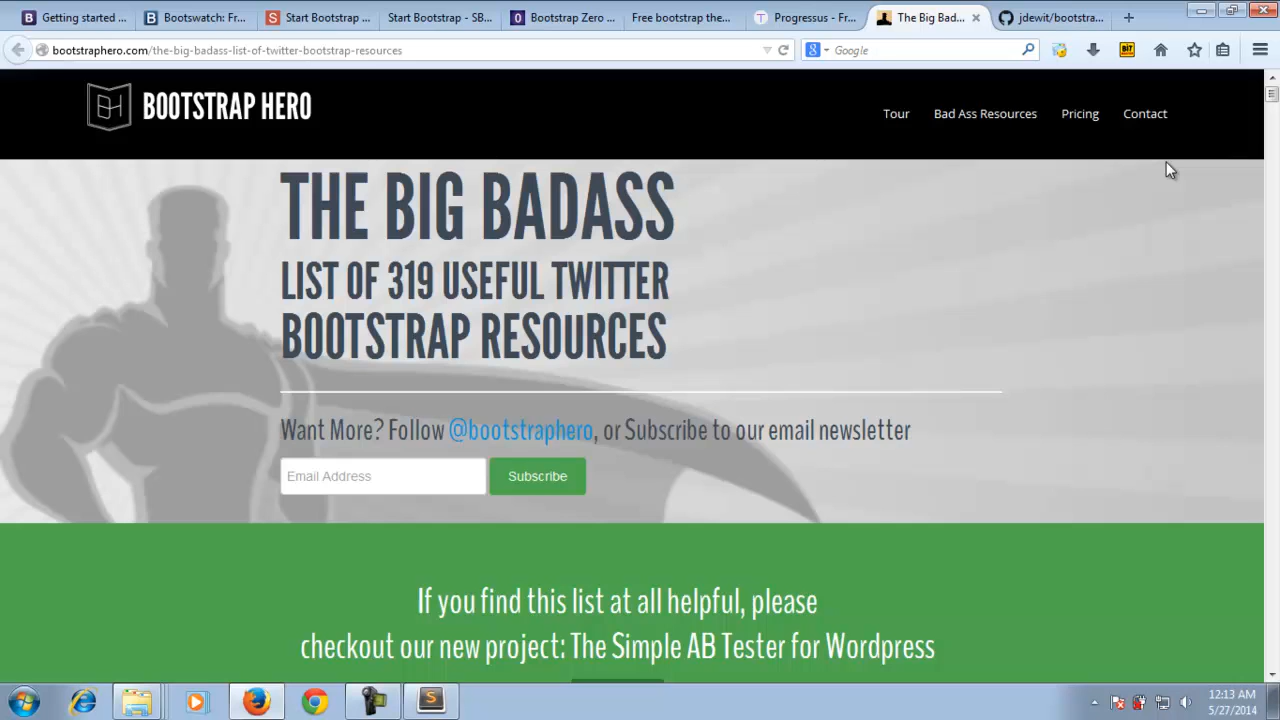 Getting started ...
Bootswatch: Fr...
Start Bootstrap ...
Start Bootstrap - SB...
Bootstrap Zero ...
Free bootstrap the...
Progressus - Fr...
The Big Bad...
jdewit/bootstra...
bootstraphero.com/the-big-badass-list-of-twitter-bootstrap-resources
Google
BOOTSTRAP HERO
Tour
Bad Ass Resources
Pricing
Contact
THE BIG BADASS
LIST OF 319 USEFUL TWITTER
BOOTSTRAP RESOURCES
Want More? Follow @bootstraphero, or Subscribe to our email newsletter
Email Address
Subscribe
If you find this list at all helpful, please
checkout our new project: The Simple AB Tester for Wordpress
12:13 AM
5/27/2014